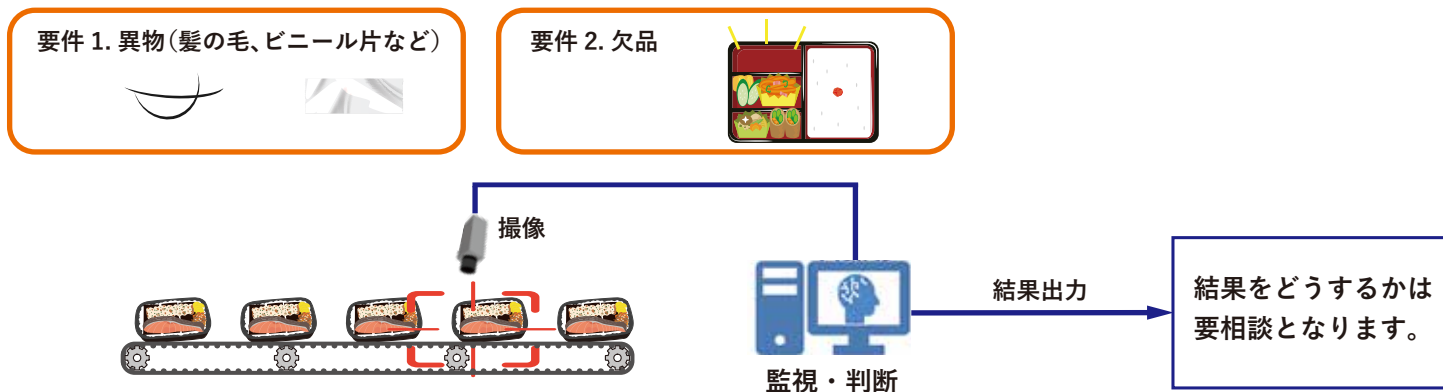 要件 1. 異物（髪の毛、ビニール片など）
要件 2. 欠品
撮像
監視・判断
結果出力
結果をどうするかは
要相談となります。